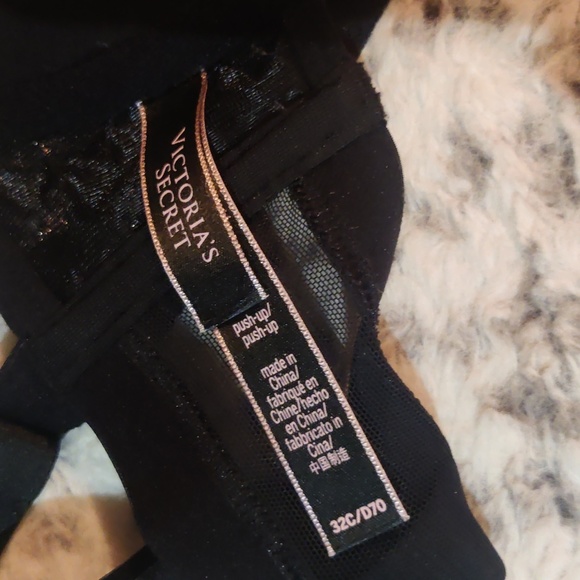 VICTORIA'S
SECRET
push-up/
push-up
made in
China/
fabriqué en
Chine/hecho
en China/
fabbricato in
Cina/
中国制造
32C/D70